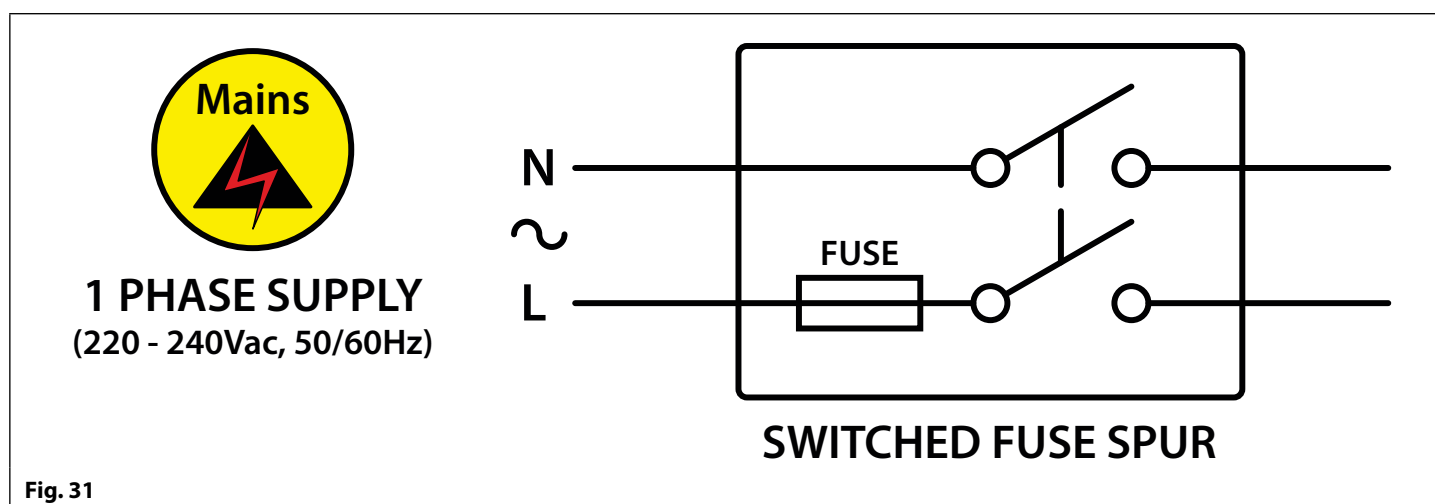 Mains
1 PHASE SUPPLY
(220 - 240Vac, 50/60Hz)
N
L
FUSE
SWITCHED FUSE SPUR
Fig. 31